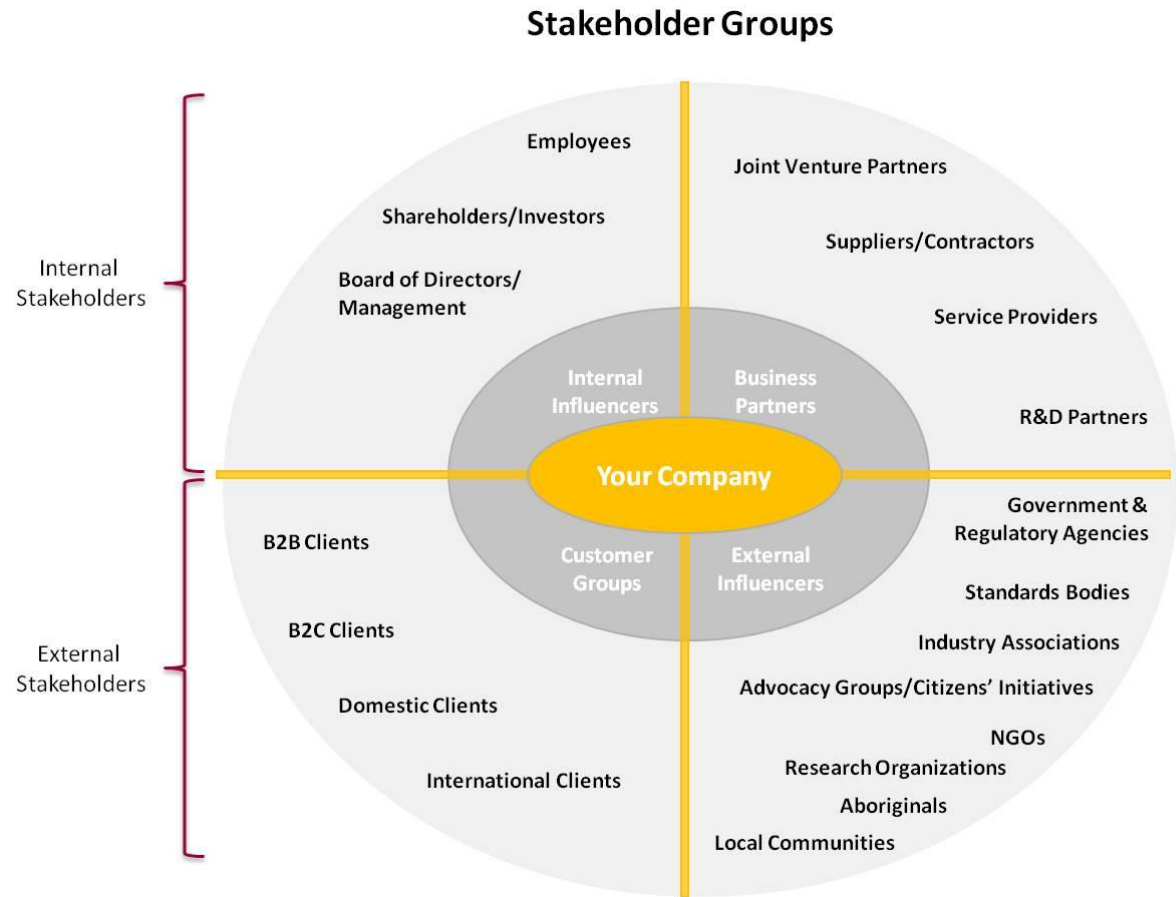 Stakeholder Groups
Internal
Stakeholders
Employees
Shareholders/Investors
Board of Directors/
Management
Joint Venture Partners
Suppliers/Contractors
Service Providers
R&D Partners
Internal
Influencers
Business
Partners
Your Company
Customer
Groups
External
Influencers
External
Stakeholders
B2B Clients
B2C Clients
Domestic Clients
International Clients
Government &
Regulatory Agencies
Standards Bodies
Industry Associations
Advocacy Groups/Citizens’ Initiatives
NGOs
Research Organizations
Aboriginals
Local Communities